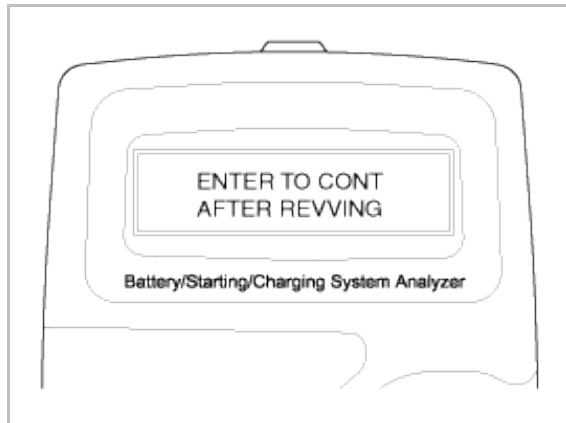 ENTER TO CONT
AFTER REVVING
Battery/Starting/Charging System Analyzer